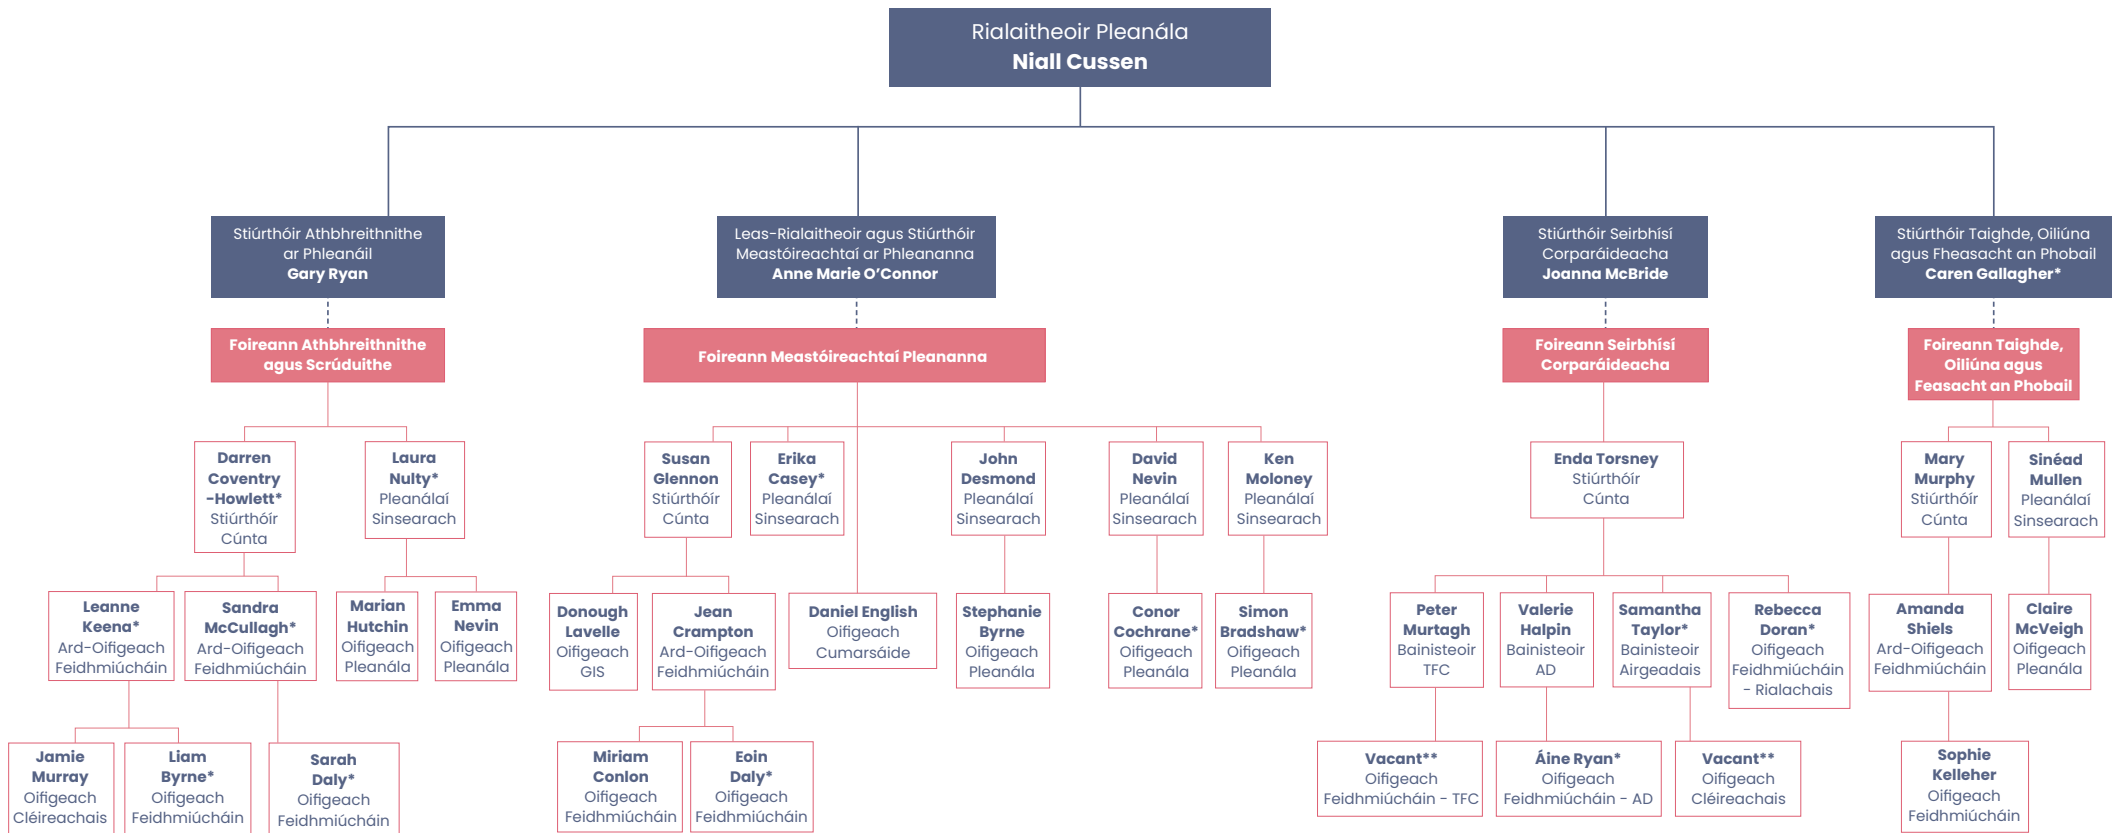 Rialaitheoir Pleanála
Niall Cussen
Stiúrthóir Athbhreithnithe
ar Phleanáil
Gary Ryan
Leas-Rialaitheoir agus Stiúrthóir
Meastóireachtaí ar Phleananna
Anne Marie O’Connor
Stiúrthóir Seirbhísí
Corparáideacha
Joanna McBride
Stiúrthóir Taighde, Oiliúna
agus Fheasacht an Phobail
Caren Gallagher*
Foireann Athbhreithnithe
agus Scrúduithe
Foireann Meastóireachtaí Pleananna
Foireann Seirbhísí
Corparáideacha
Foireann Taighde,
Oiliúna agus
Feasacht an Phobail
Darren
Coventry
-Howlett*
Stiúrthóir
Cúnta
Laura
Nulty*
Pleanálaí
Sinsearach
Susan
Glennon
Stiúrthóir
Cúnta
Erika
Casey*
Pleanálaí
Sinsearach
John
Desmond
Pleanálaí
Sinsearach
David
Nevin
Pleanálaí
Sinsearach
Ken
Moloney
Pleanálaí
Sinsearach
Enda Torsney
Stiúrthóir
Cúnta
Mary
Murphy
Stiúrthóir
Cúnta
Sinéad
Mullen
Pleanálaí
Sinsearach
Leanne
Keena*
Ard-Oifigeach
Feidhmiúcháin
Sandra
McCullagh*
Ard-Oifigeach
Feidhmiúcháin
Marian
Hutchin
Oifigeach
Pleanála
Emma
Nevin
Oifigeach
Pleanála
Donough
Lavelle
Oifigeach
GIS
Jean
Crampton
Ard-Oifigeach
Feidhmiúcháin
Daniel English
Oifigeach
Cumarsáide
Stephanie
Byrne
Oifigeach
Pleanála
Conor
Cochrane*
Oifigeach
Pleanála
Simon
Bradshaw*
Oifigeach
Pleanála
Peter
Murtagh
Bainisteoir
TFC
Valerie
Halpin
Bainisteoir
AD
Samantha
Taylor*
Bainisteoir
Airgeadais
Rebecca
Doran*
Oifigeach
Feidhmiúcháin
- Rialachais
Amanda
Shiels
Ard-Oifigeach
Feidhmiúcháin
Claire
McVeigh
Oifigeach
Pleanála
Jamie
Murray
Oifigeach
Cléireachais
Liam
Byrne*
Oifigeach
Feidhmiúcháin
Sarah
Daly*
Oifigeach
Feidhmiúcháin
Miriam
Conlon
Oifigeach
Feidhmiúcháin
Eoin
Daly*
Oifigeach
Feidhmiúcháin
Vacant**
Oifigeach
Feidhmiúcháin - TFC
Áine Ryan*
Oifigeach
Feidhmiúcháin - AD
Vacant**
Oifigeach
Cléireachais
Sophie
Kelleher
Oifigeach
Feidhmiúcháin